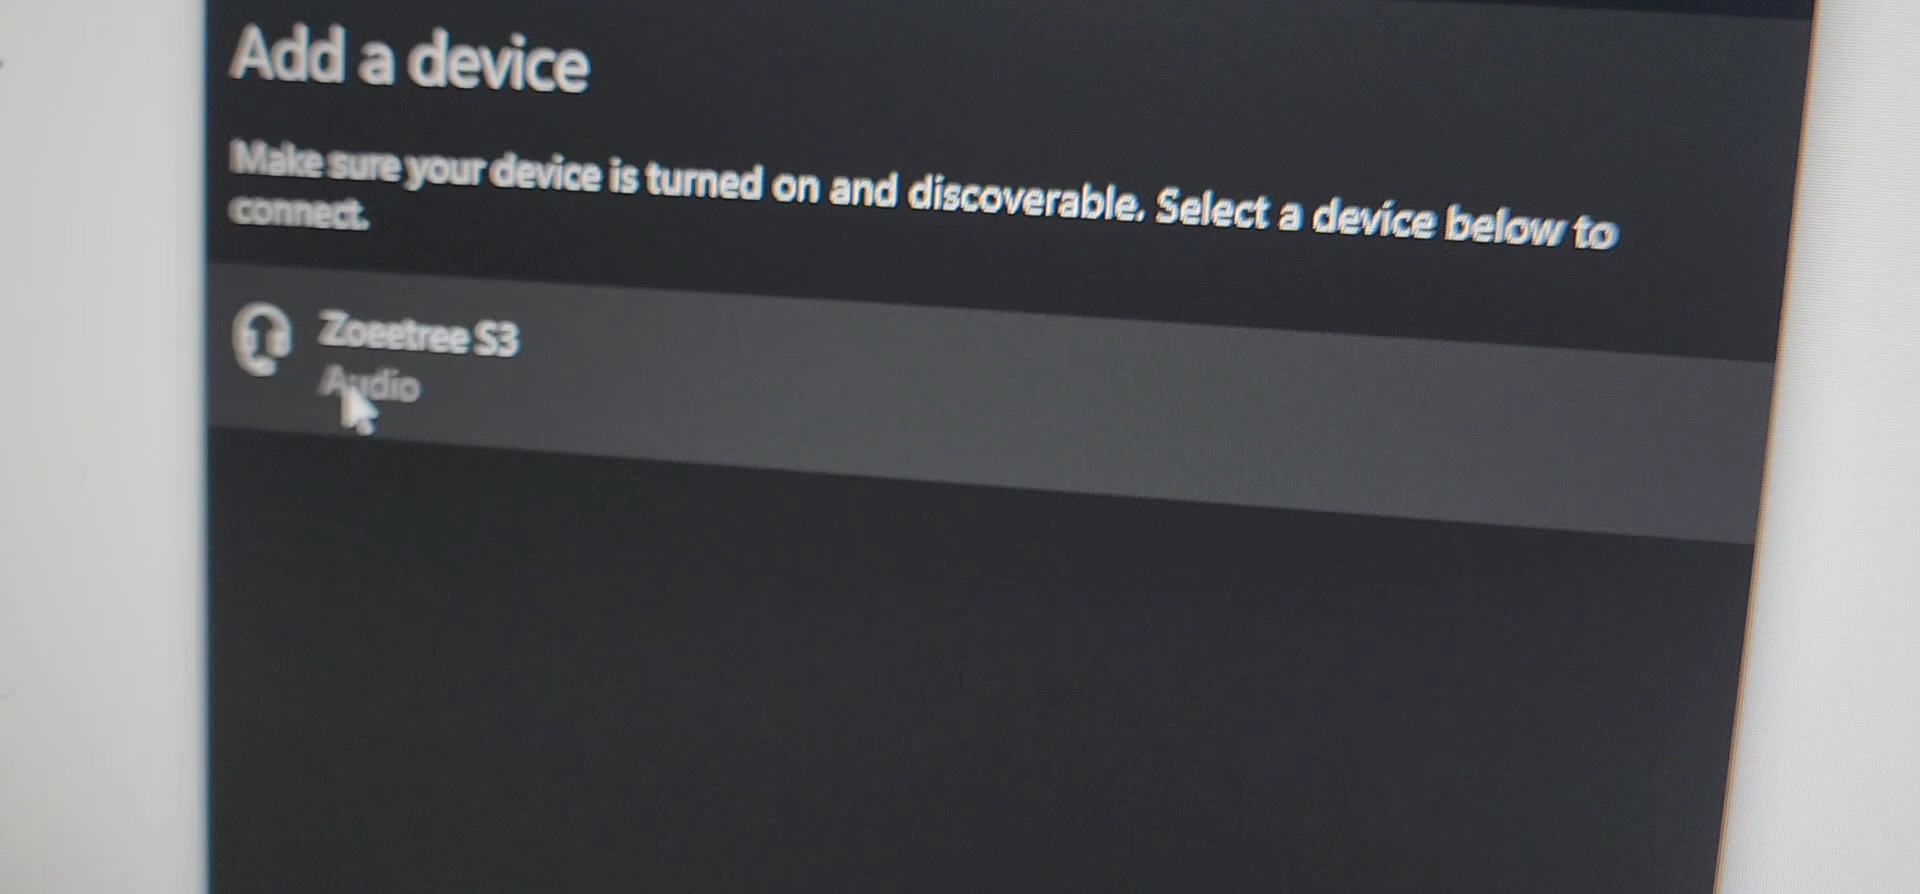 Add a device
Make sure your device is turned on and discoverable. Select a device below to
connect.
Zoeetree S3
Audio